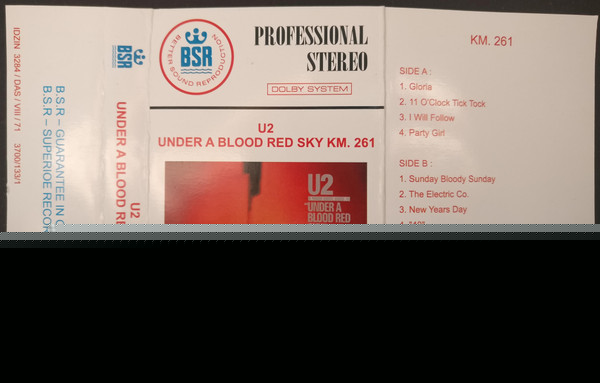 IDZIN 3284 / DAS / VIII / 71 3700/133/1
B.S.R – GUARANTEE IN
B.S.R – SUPERIOE
BSR
U2
UNDER A BLOOD
BETTER SOUND REPRODUCTION
BSR
PROFESSIONAL
STEREO
DOLBY SYSTEM
U2
UNDER A BLOOD RED SKY KM. 261
U2
"UNDER A
BLOOD RED
KM. 261
SIDE A :
1. Gloria
2. 11 O'Clock Tick Tock
3. I Will Follow
4. Party Girl
SIDE B :
1. Sunday Bloody Sunday
2. The Electric Co.
3. New Years Day